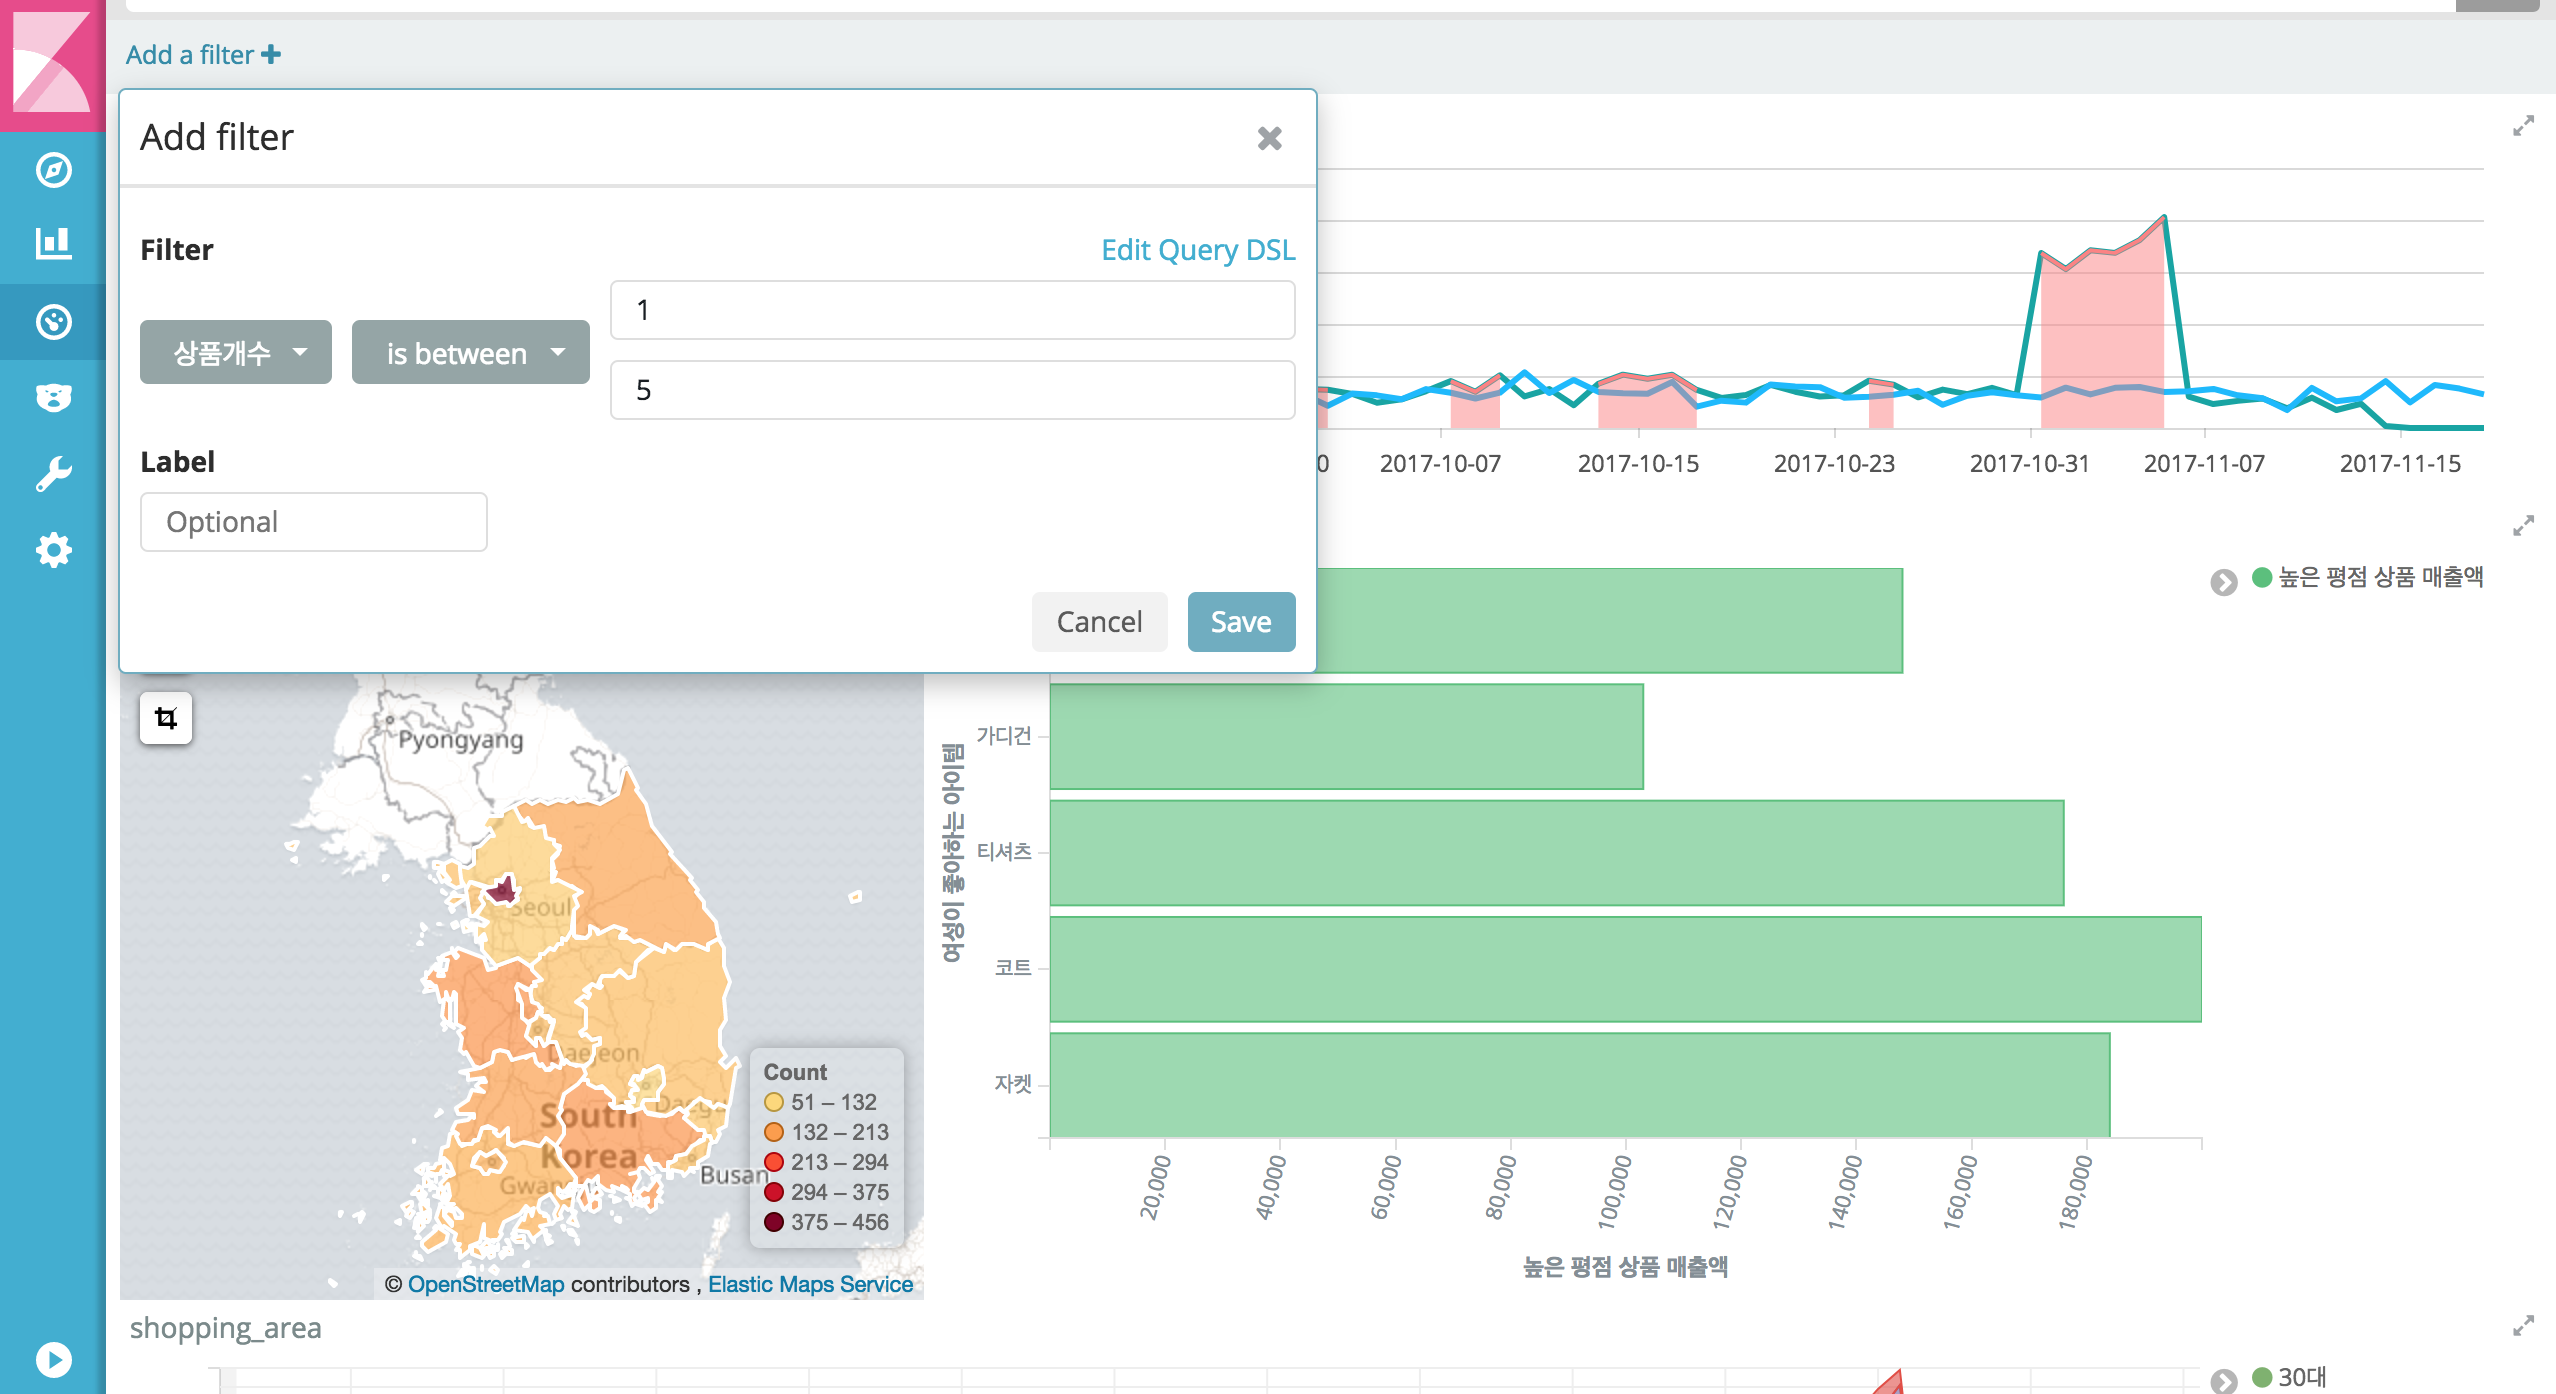 Add a filter
Add filter
Filter
Edit Query DSL
상품개수
is between
1
5
Label
Optional
Cancel
Save
0
2017-10-07
2017-10-15
2017-10-23
2017-10-31
2017-11-07
2017-11-15
높은 평점 상품 매출액
Pyongyang
Seoul
Daejeon
Daegu
South
Korea
Busan
Count
51 – 132
132 – 213
213 – 294
294 – 375
375 – 456
© OpenStreetMap contributors , Elastic Maps Service
여성이 좋아하는 아이템
가디건
티셔츠
코트
자켓
20,000
40,000
60,000
80,000
100,000
120,000
140,000
160,000
180,000
높은 평점 상품 매출액
shopping_area
30대